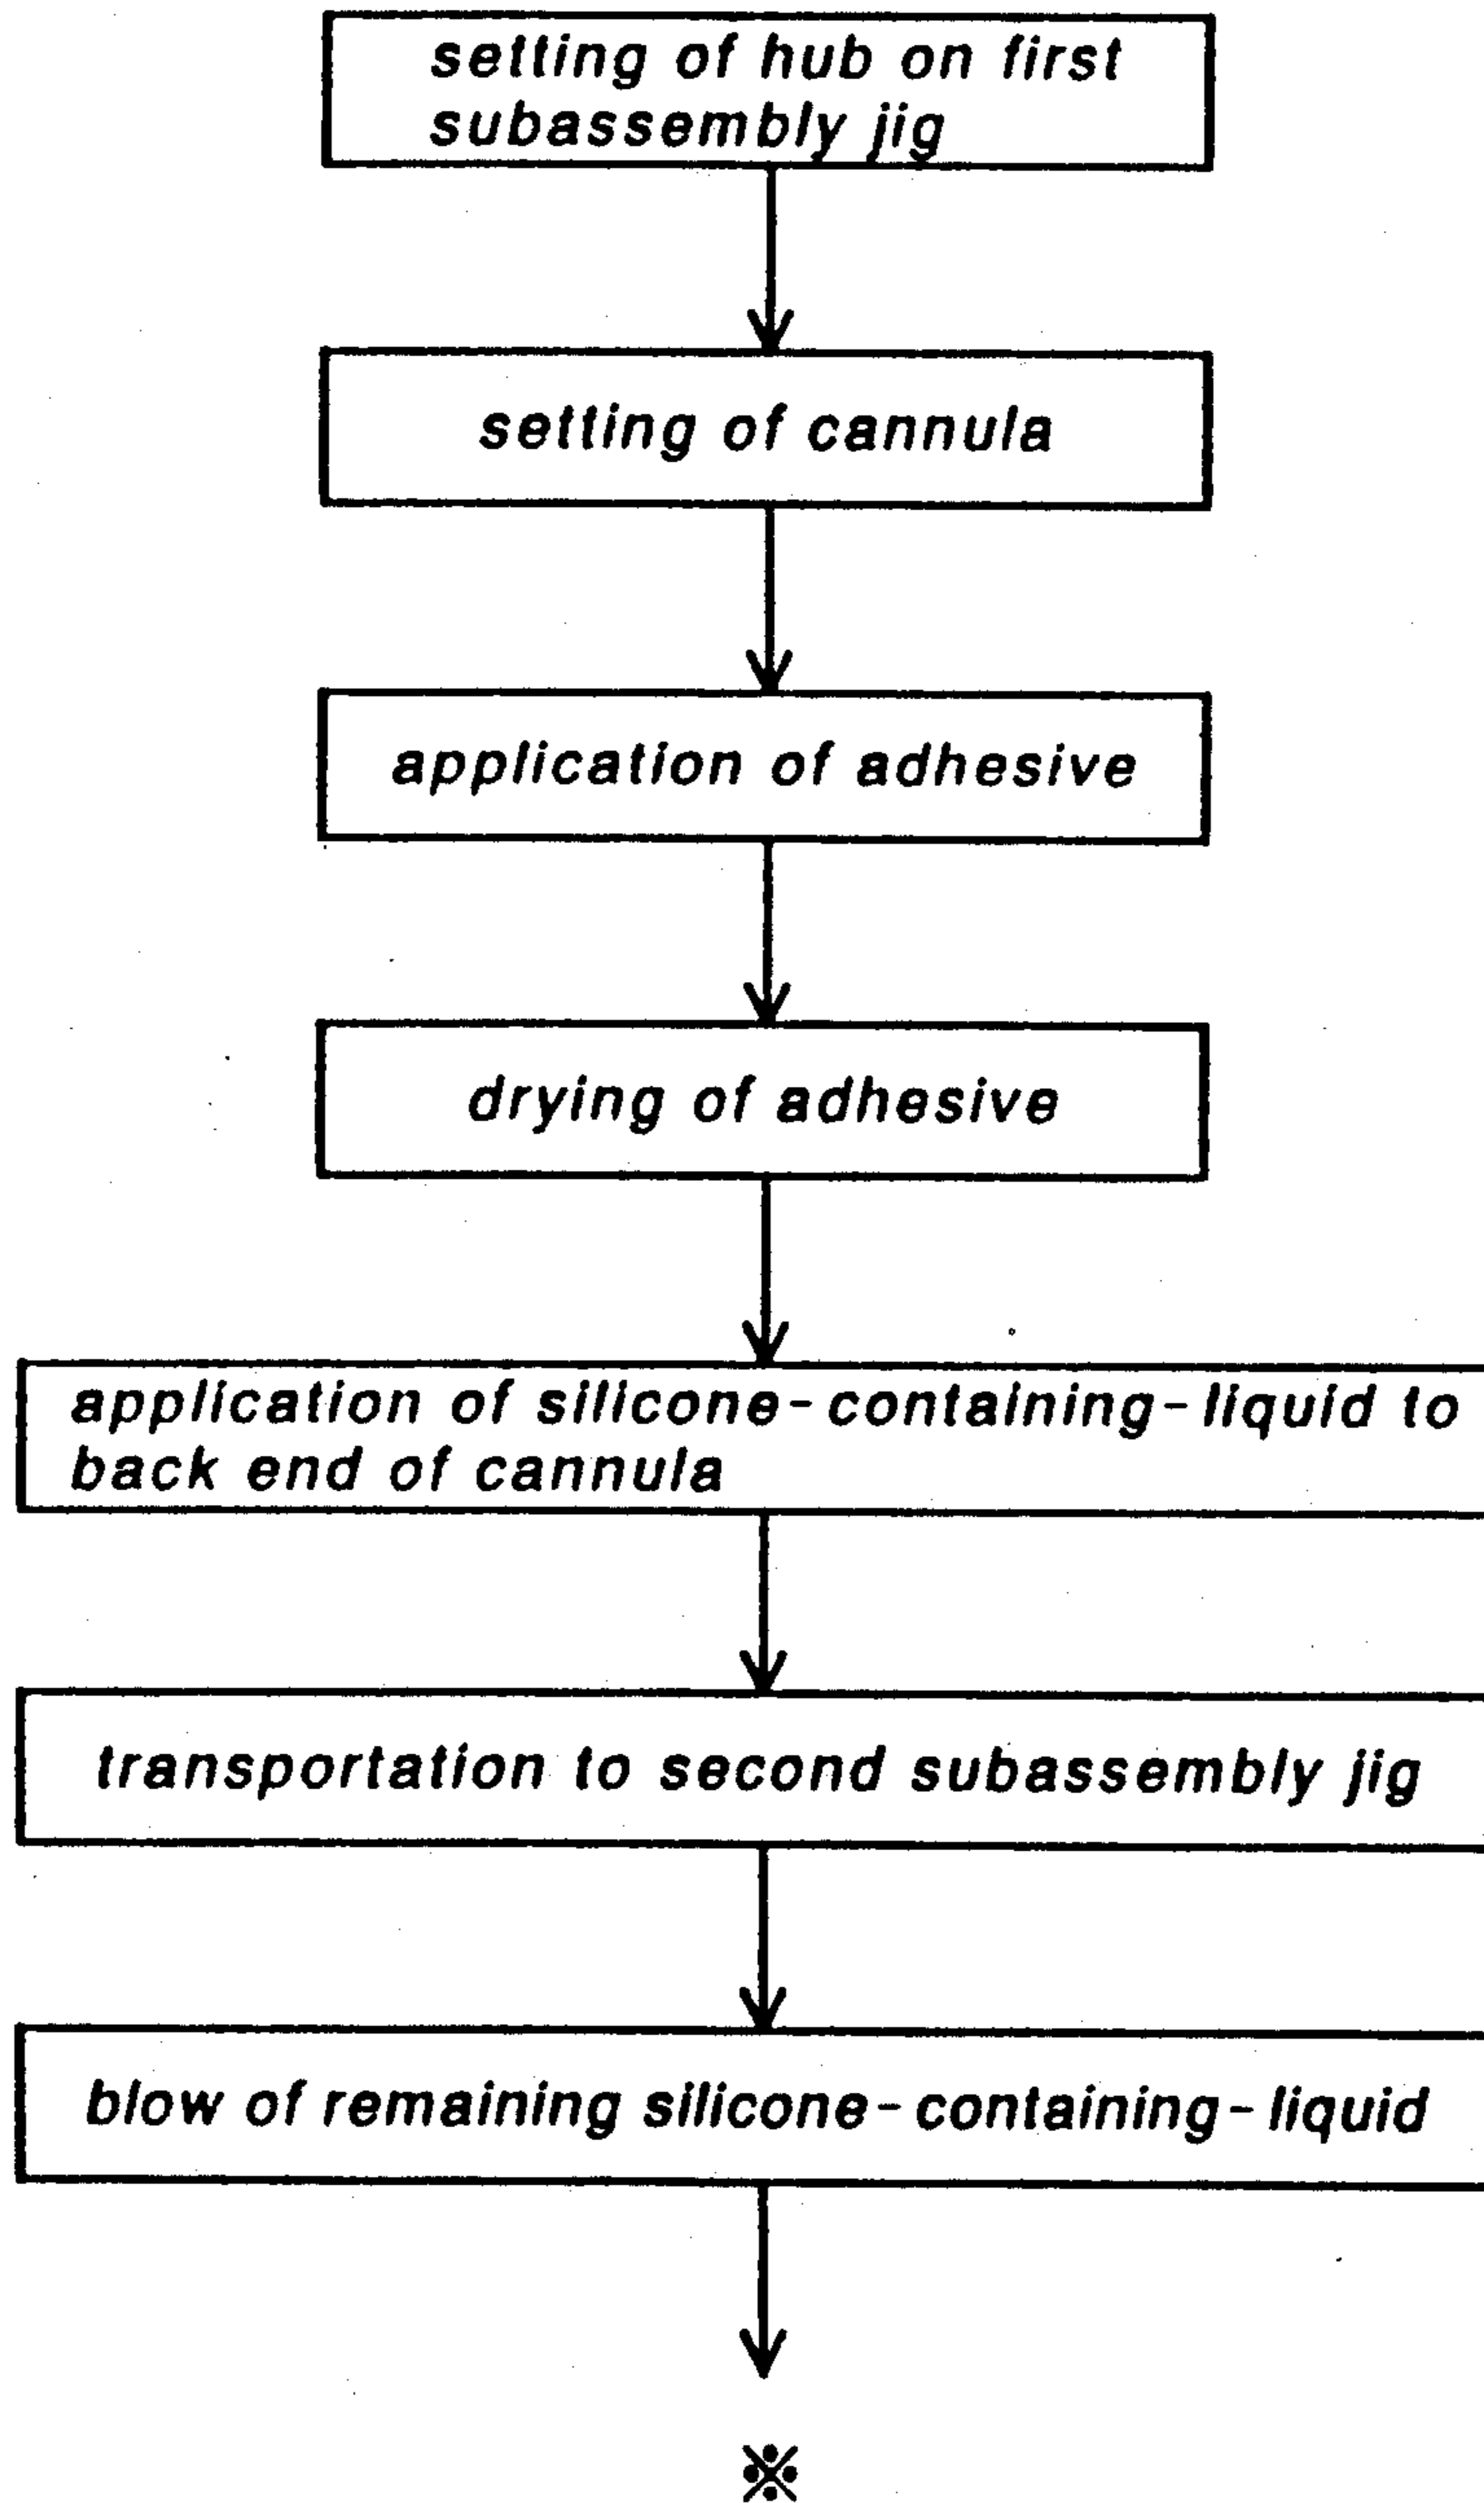 setting of hub on first
subassembly jig
setting of cannula
application of adhesive
drying of adhesive
application of silicone-containing-liquid to
back end of cannula
transportation to second subassembly jig
blow of remaining silicone-containing-liquid
※